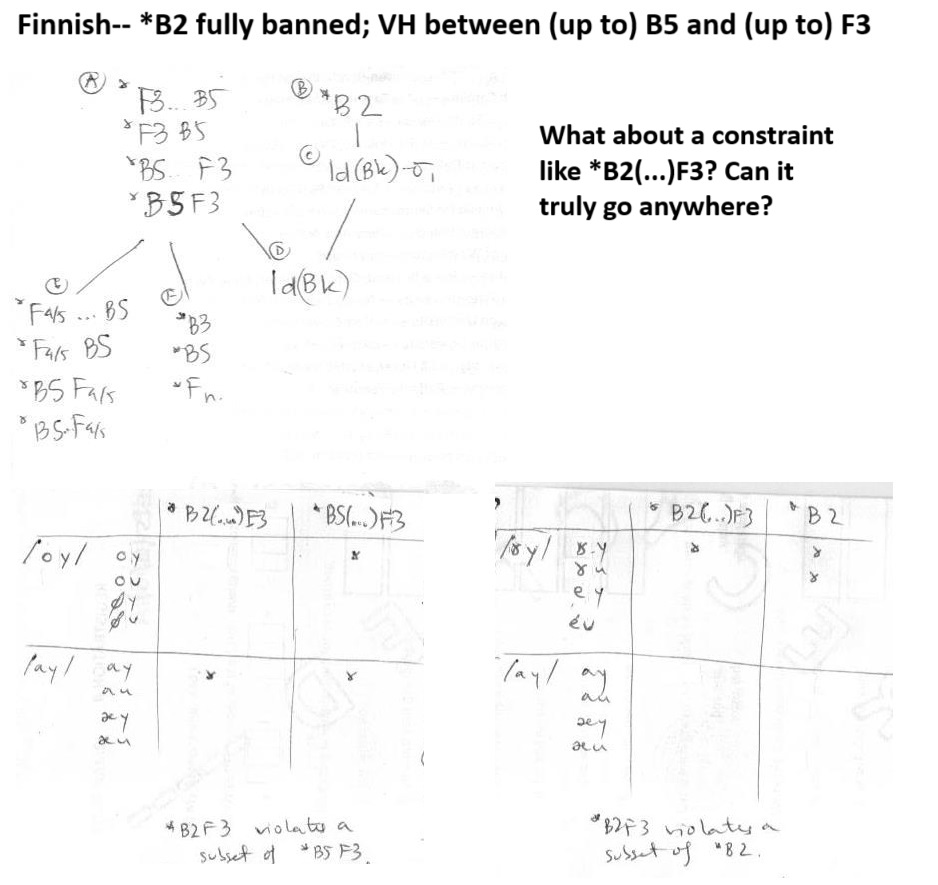 Finnish-- *B2 fully banned; VH between (up to) B5 and (up to) F3
Ⓐ * F3... B5
* F3 B5
* B5... F3
* B5F3
Ⓑ *B2
Ⓒ Id(Bk)-σ1
Ⓓ Id(Bk)
What about a constraint
like *B2(...)F3? Can it
truly go anywhere?
Ⓔ
* F4/5 ... B5
* F4/5 B5
* B5 F4/5
* B5...F4/5
Ⓕ
*B3
*B5
*Fn.
* B2(...)F3 * B5(...)F3
/oy/ oy *
ou
øy
øu
/ay/ ay * *
au
æy
æu
*B2F3 violates a
subset of *B5 F3.
* B2(...)F3 * B2
/ɤy/ ɤ-y * *
ɤu *
ey
eu
/ay/ ay
au
æy
æu
*B2F3 violates a
subset of *B2.